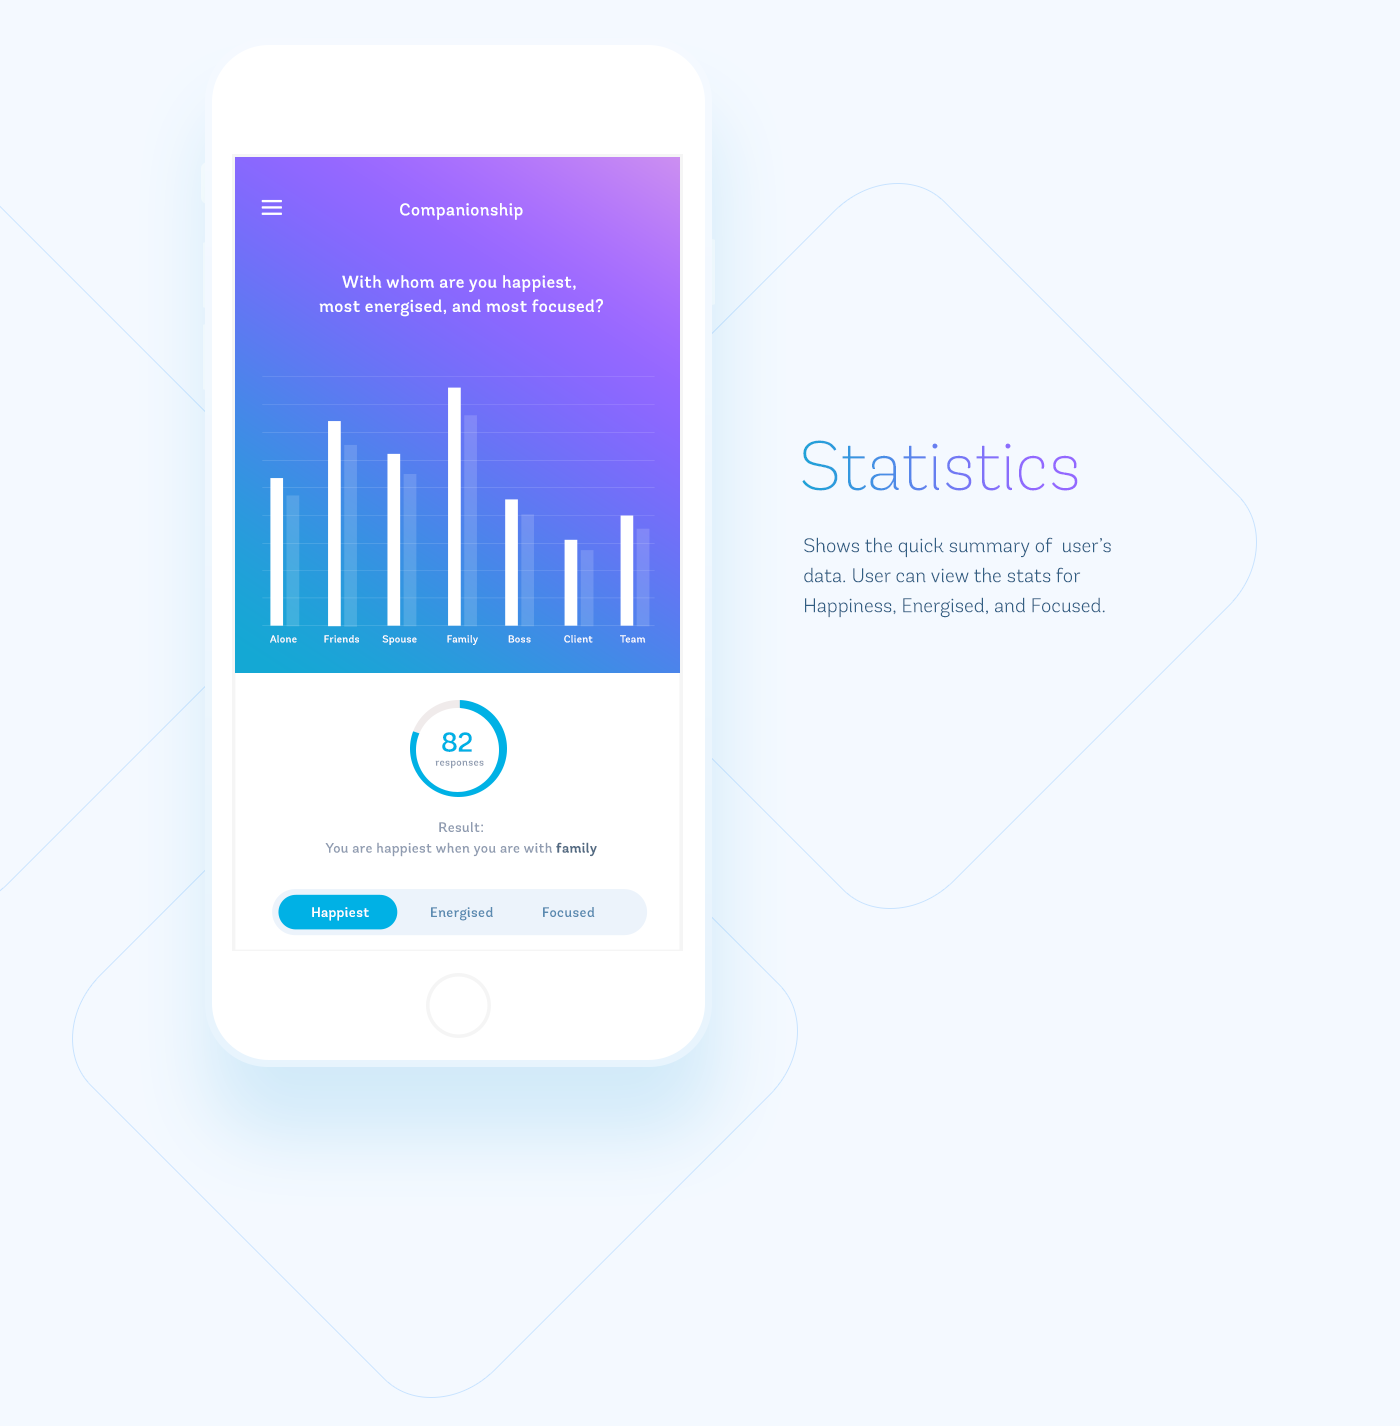 Companionship
With whom are you happiest,
most energised, and most focused?
Alone Friends Spouse Family Boss Client Team
82
responses
Result:
You are happiest when you are with family
Happiest Energised Focused
Statistics
Shows the quick summary of  user’s
data. User can view the stats for
Happiness, Energised, and Focused.